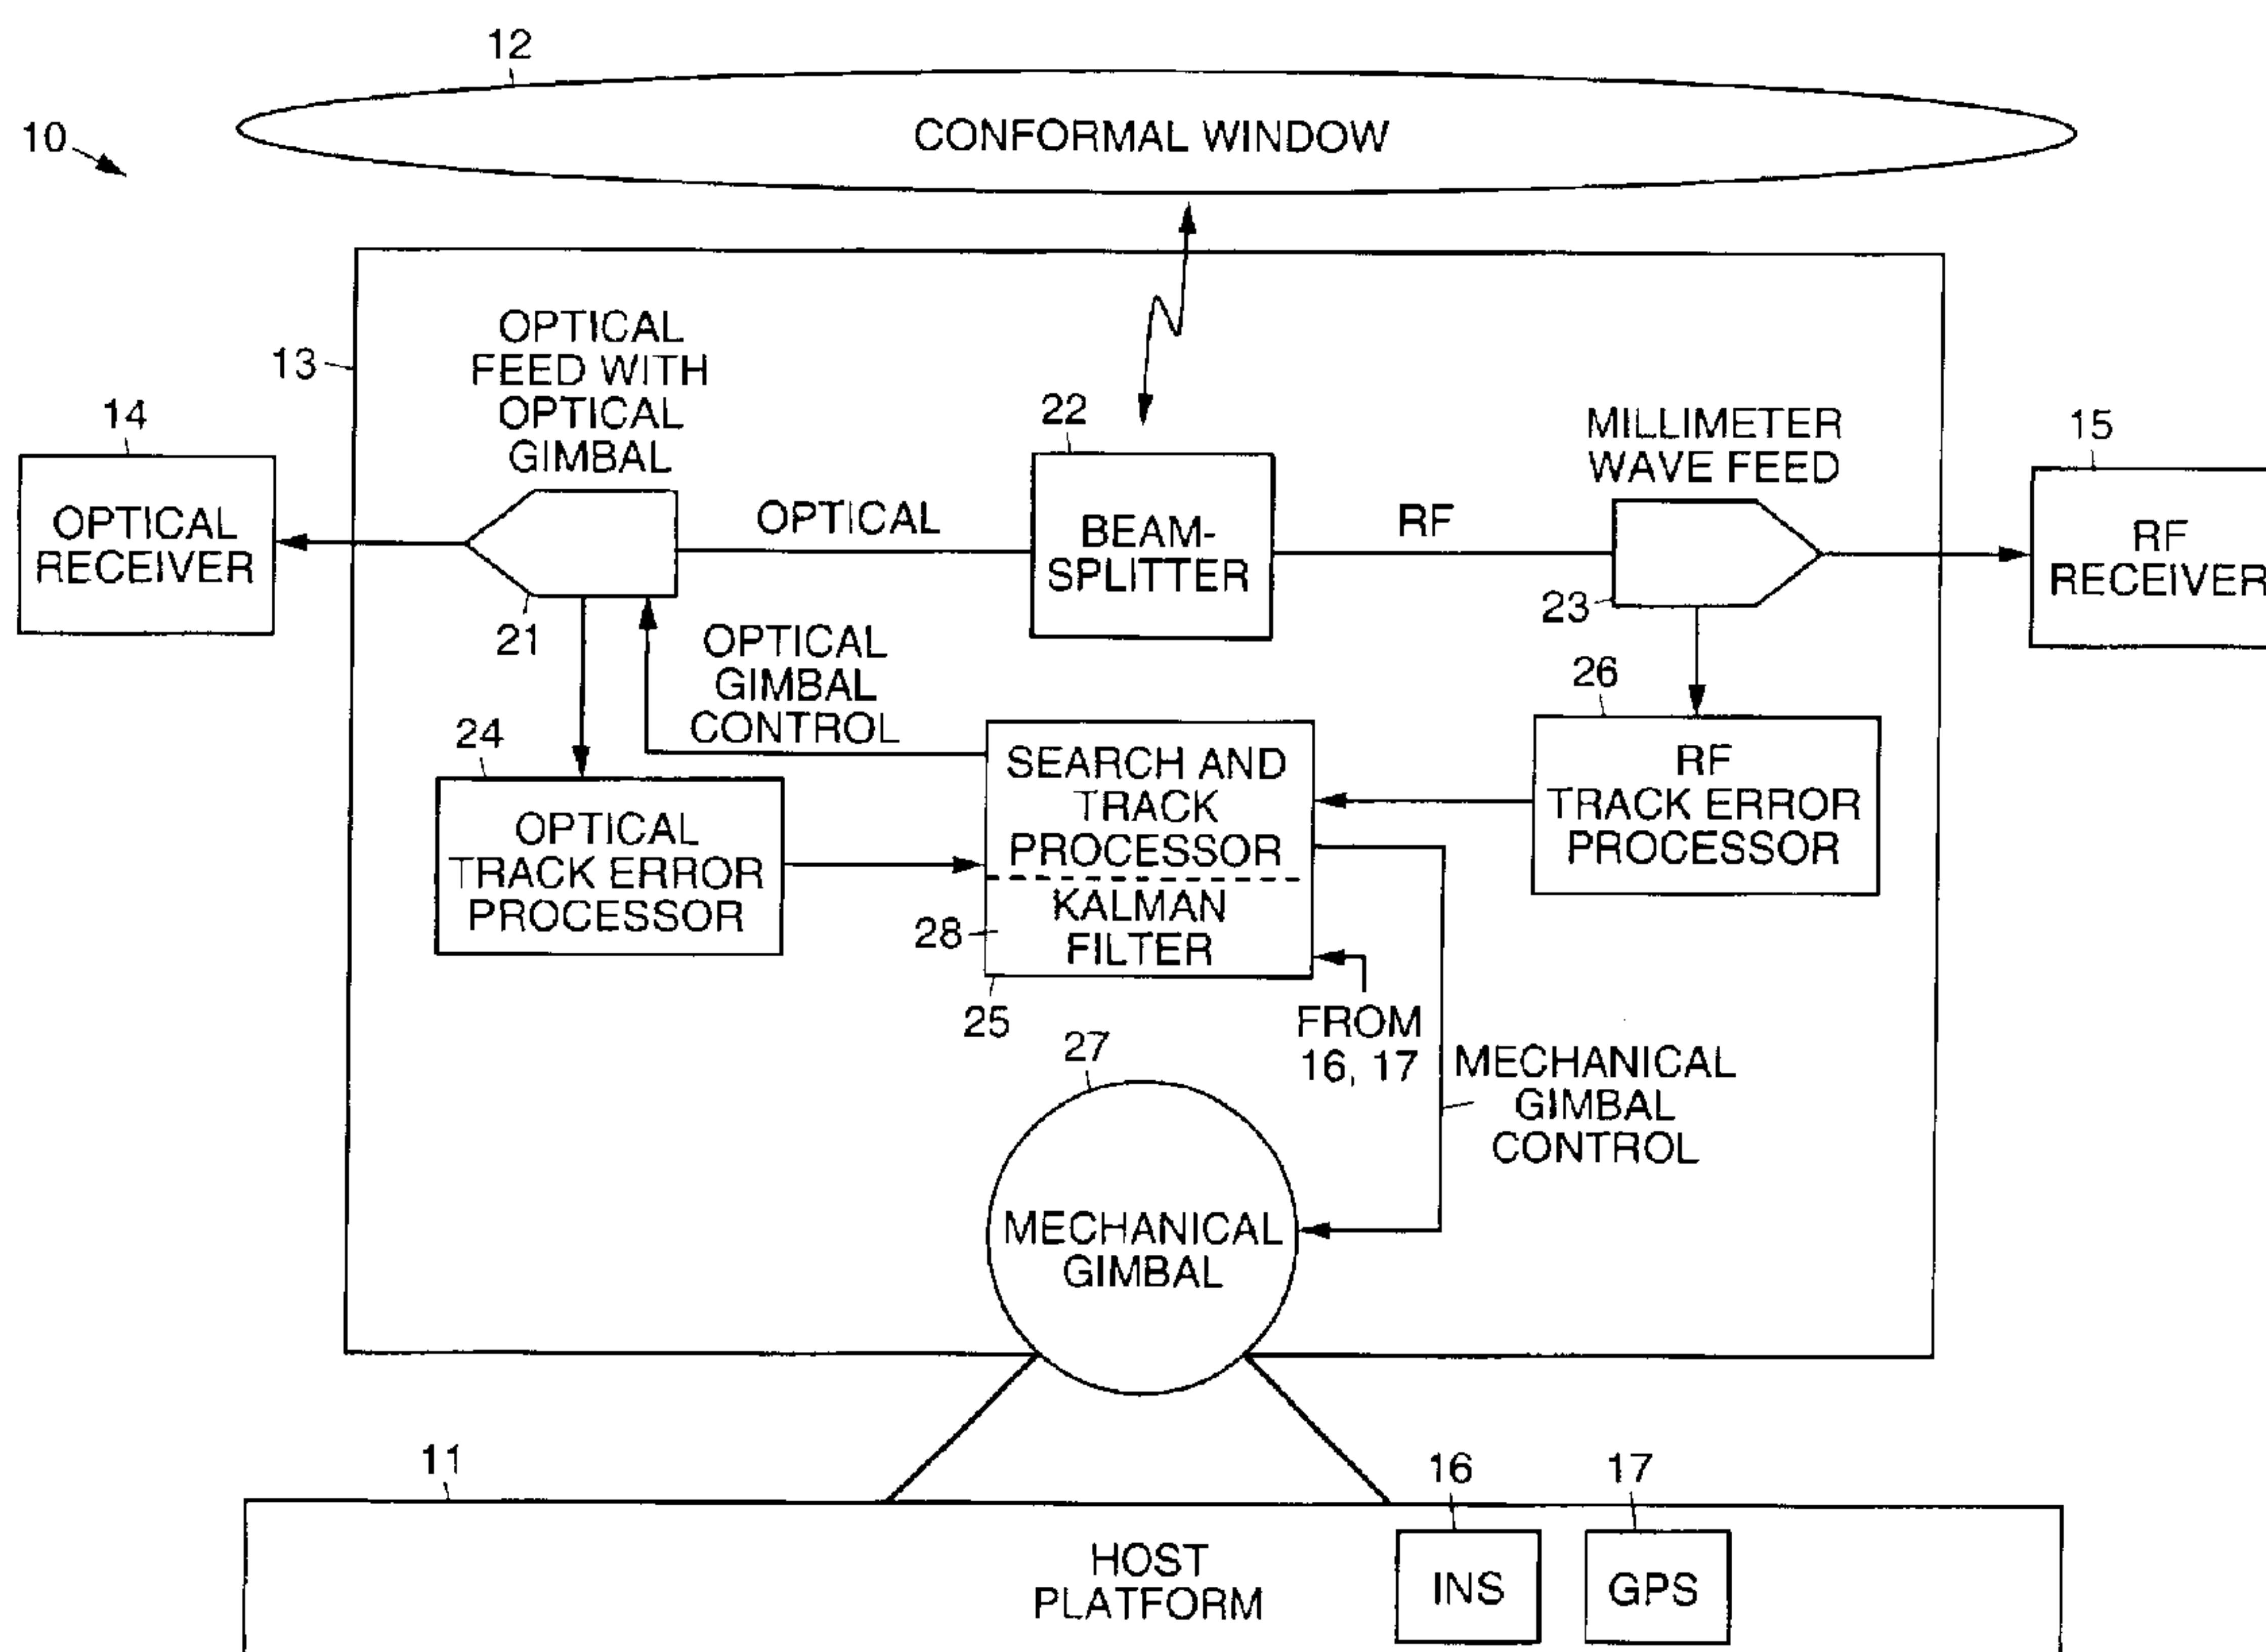 12
CONFORMAL WINDOW
10
13
OPTICAL
FEED WITH
OPTICAL
GIMBAL
14
OPTICAL
RECEIVER
21
OPTICAL
22
BEAM-
SPLITTER
RF
MILLIMETER
WAVE FEED
23
15
RF
RECEIVER
OPTICAL
GIMBAL
CONTROL
24
OPTICAL
TRACK ERROR
PROCESSOR
SEARCH AND
TRACK
PROCESSOR
KALMAN
FILTER
28
25
26
RF
TRACK ERROR
PROCESSOR
FROM
16, 17
MECHANICAL
GIMBAL
CONTROL
27
MECHANICAL
GIMBAL
11
HOST
PLATFORM
16
INS
17
GPS